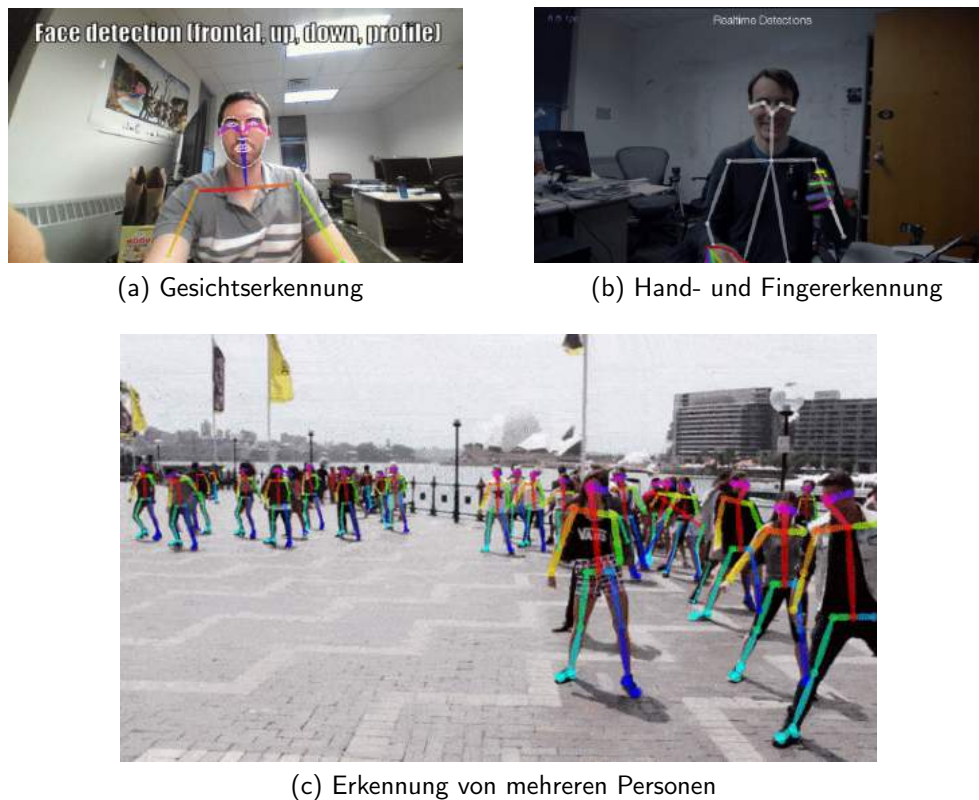 Face detection (frontal, up, down, profile)
Realtime Detections
(a) Gesichtserkennung
(b) Hand- und Fingererkennung
VANS
(c) Erkennung von mehreren Personen